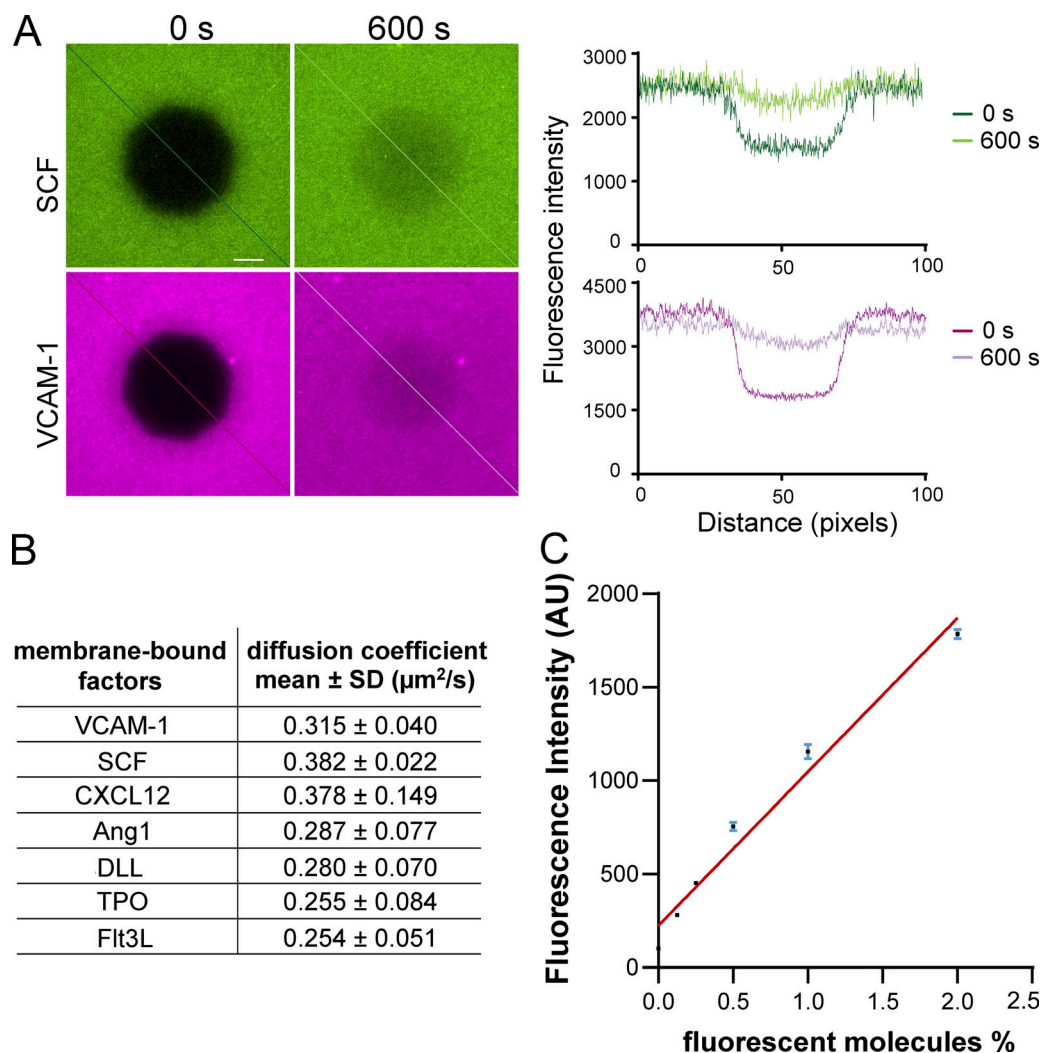 A
0 s
600 s
SCF
VCAM-1
Fluorescence intensity
3000
2500
2000
1000
0
0
50
100
0 s
600 s
4500
3000
1500
0
0
50
100
Distance (pixels)
0 s
600 s
B
membrane-bound factors
diffusion coefficient mean ± SD (µm²/s)
VCAM-1 0.315 ± 0.040
SCF 0.382 ± 0.022
CXCL12 0.378 ± 0.149
Ang1 0.287 ± 0.077
DLL 0.280 ± 0.070
TPO 0.255 ± 0.084
Flt3L 0.254 ± 0.051
C
Fluorescence Intensity (AU)
2000
1500
1000
500
0
0.0 0.5 1.0 1.5 2.0 2.5
fluorescent molecules %